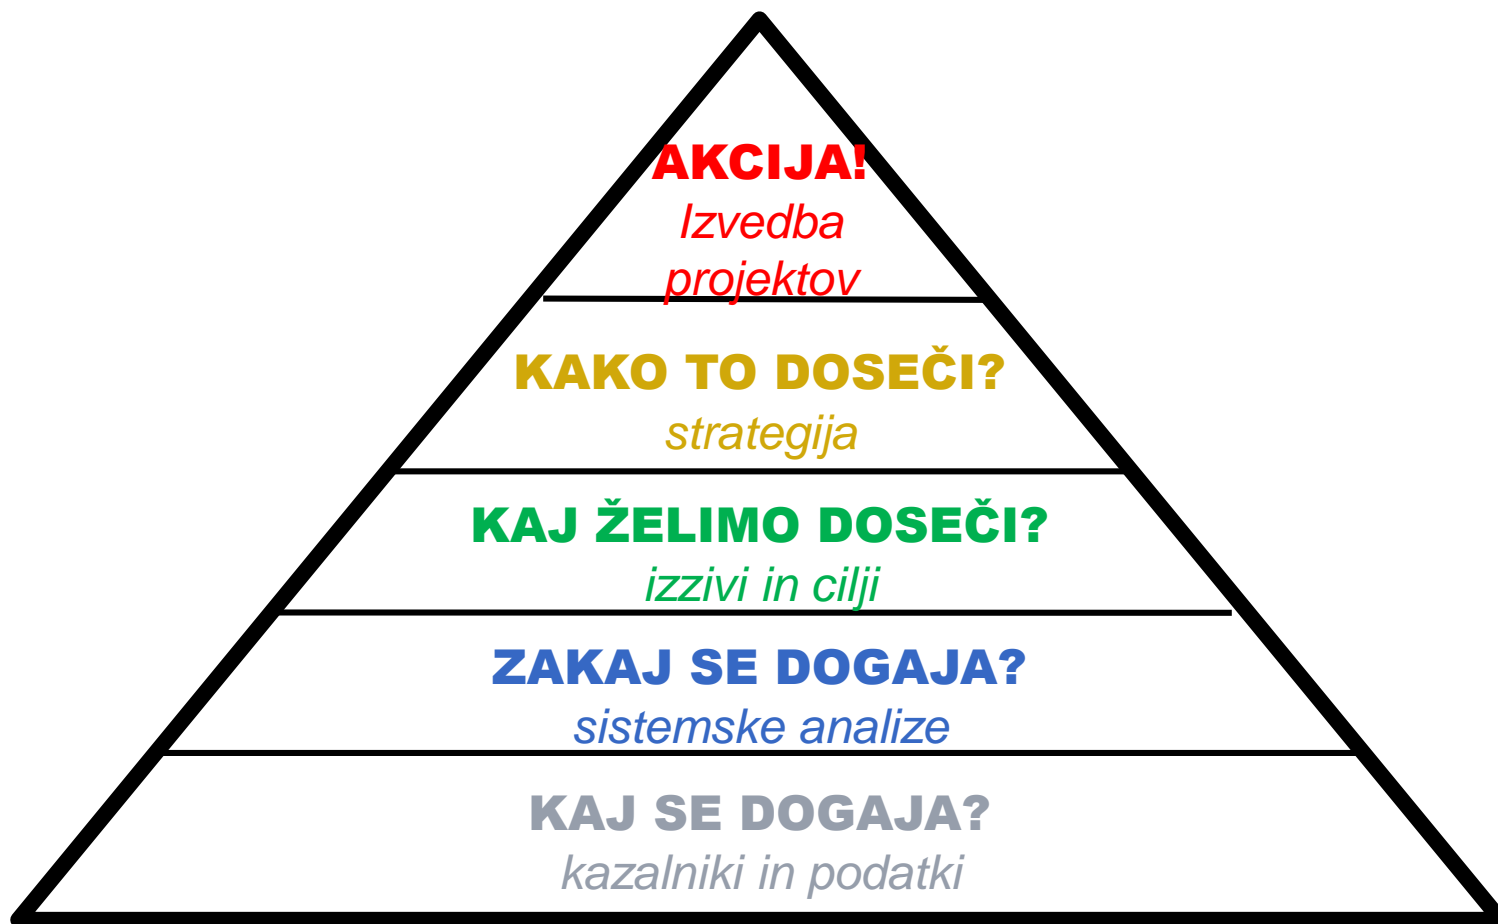 AKCIJA!
Izvedba
projektov
KAKO TO DOSEČI?
strategija
KAJ ŽELIMO DOSEČI?
izzivi in cilji
ZAKAJ SE DOGAJA?
sistemske analize
KAJ SE DOGAJA?
kazalniki in podatki